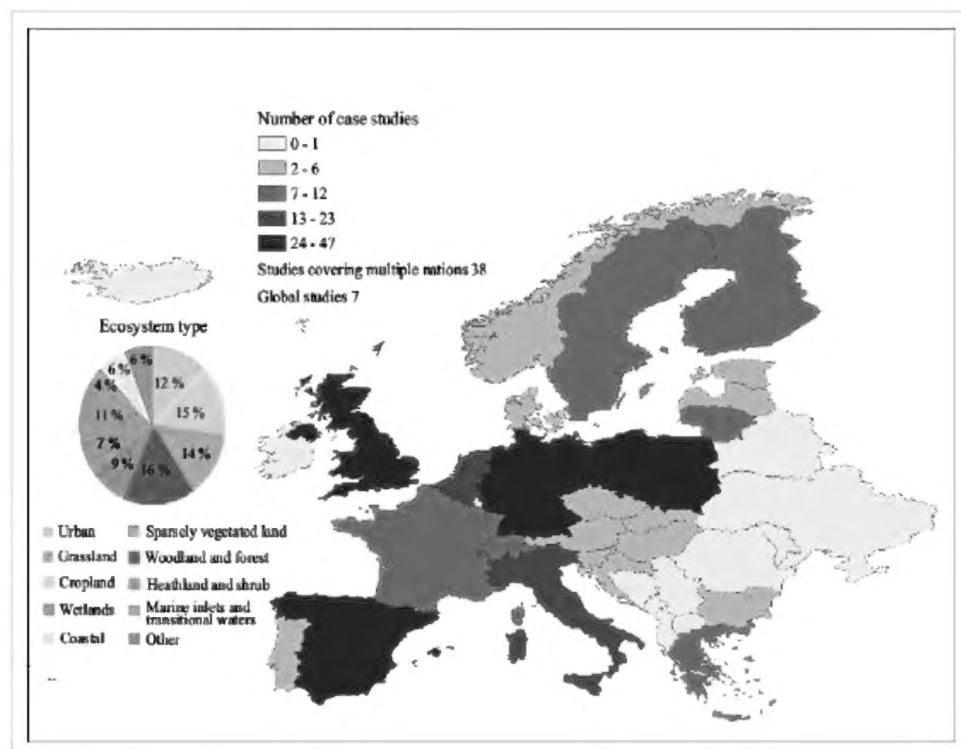 Number of case studies
0 - 1
2 - 6
7 - 12
13 - 23
24 - 47
Studies covering multiple nations 38
Global studies 7
Ecosystem type
6 %
6 %
12 %
4 %
15 %
11 %
7 %
14 %
9 %
16 %
Urban
Sparsely vegetated land
Grassland
Woodland and forest
Cropland
Heathland and shrub
Wetlands
Marine inlets and
transitional waters
Coastal
Other